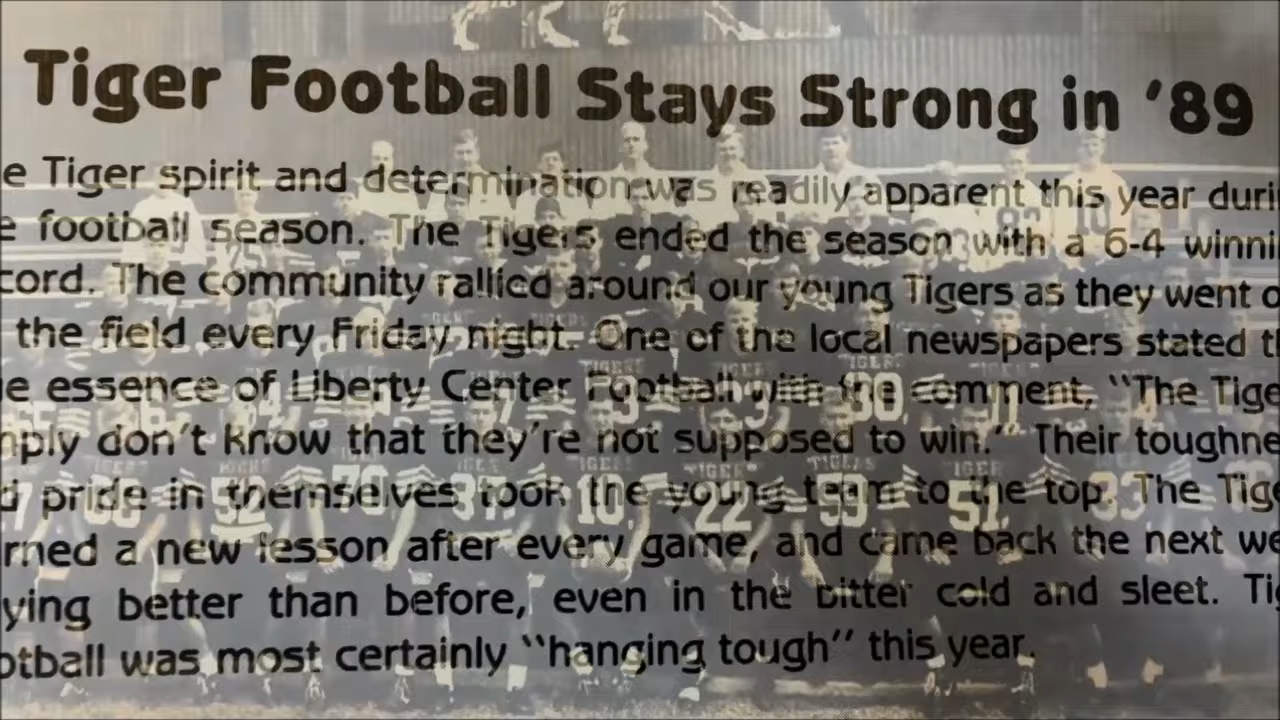 Tiger Football Stays Strong in '89
e Tiger spirit and determination was readily apparent this year duri
e football season. The Tigers ended the season with a 6-4 winni
cord. The community rallied around our young Tigers as they went o
the field every Friday night. One of the local newspapers stated th
e essence of Liberty Center Football with the comment, "The Tige
ply don't know that they're not supposed to win." Their toughne
d pride in themselves took the young team to the top. The Tige
rned a new lesson after every game, and came back the next we
ying better than before, even in the bitter cold and sleet. Tig
otball was most certainly "hanging tough" this year.